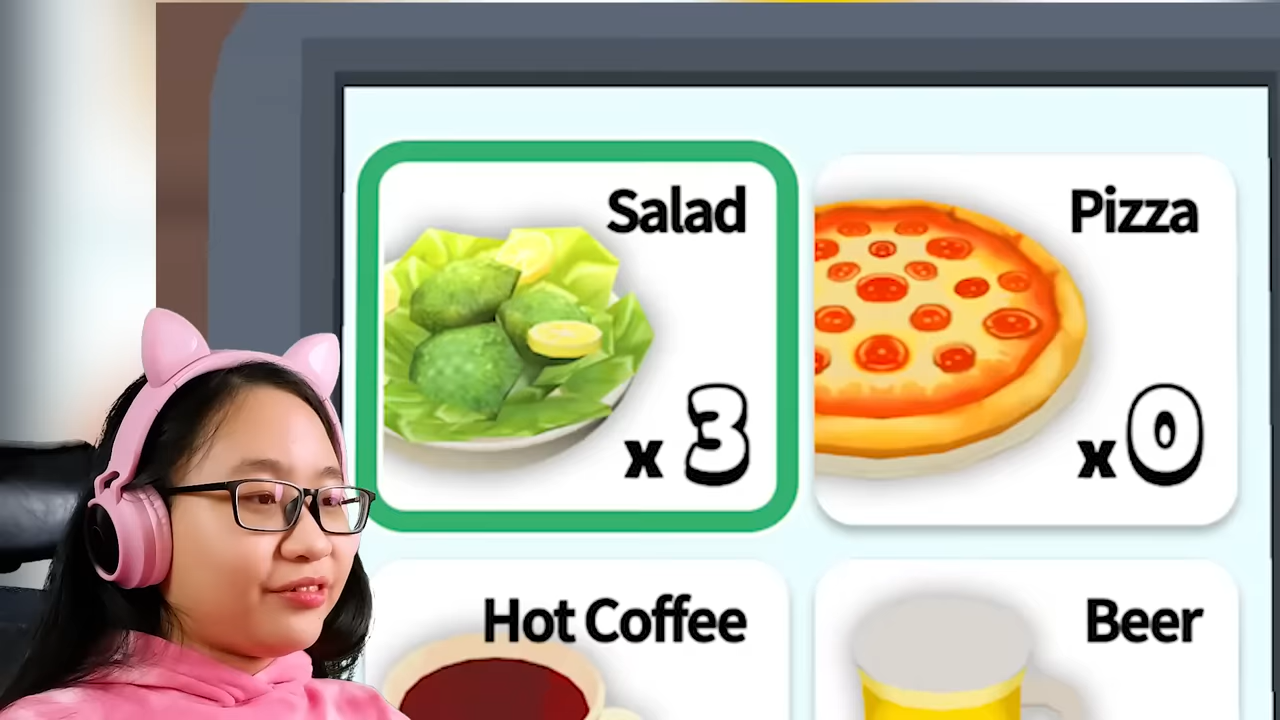 Salad
x 3
Pizza
x 0
Hot Coffee
Beer